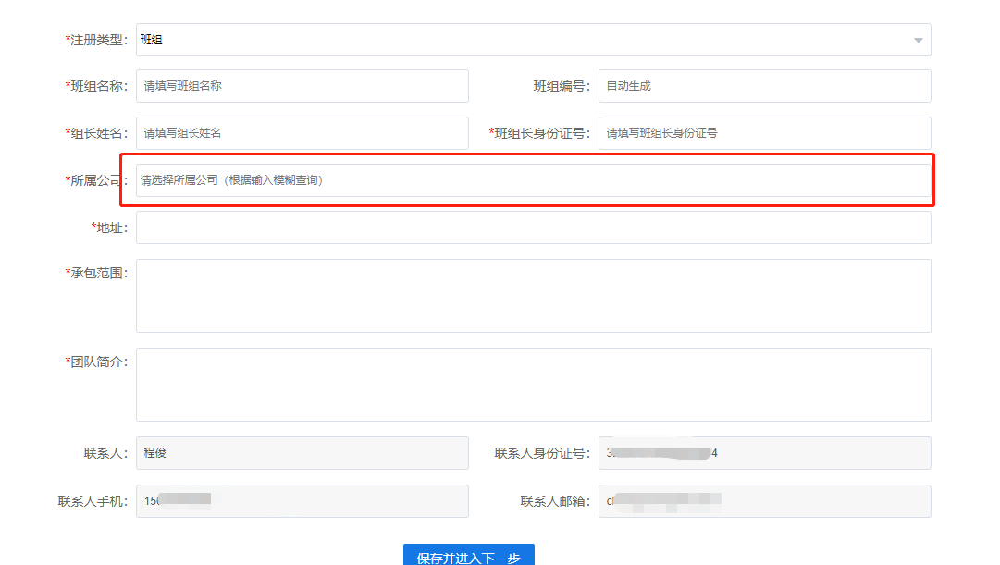 *注册类型: 班组
*班组名称: 请填写班组名称 班组编号: 自动生成
*组长姓名: 请填写组长姓名 *班组长身份证号: 请填写班组长身份证号
*所属公司: 请选择所属公司（根据输入模糊查询）
*地址:
*承包范围:
*团队简介:
联系人: 程俊 联系人身份证号: 3 4
联系人手机: 15 联系人邮箱: c
保存并进入下一步